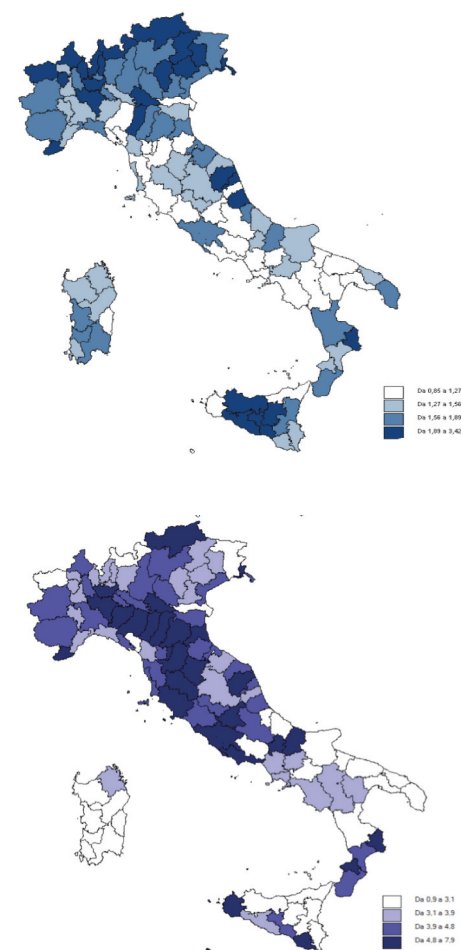 Da 0,85 a 1,27
Da 1,27 a 1,56
Da 1,56 a 1,89
Da 1,89 a 3,42
Da 0,9 a 3,1
Da 3,1 a 3,9
Da 3,9 a 4,8
Da 4,8 a 7,9